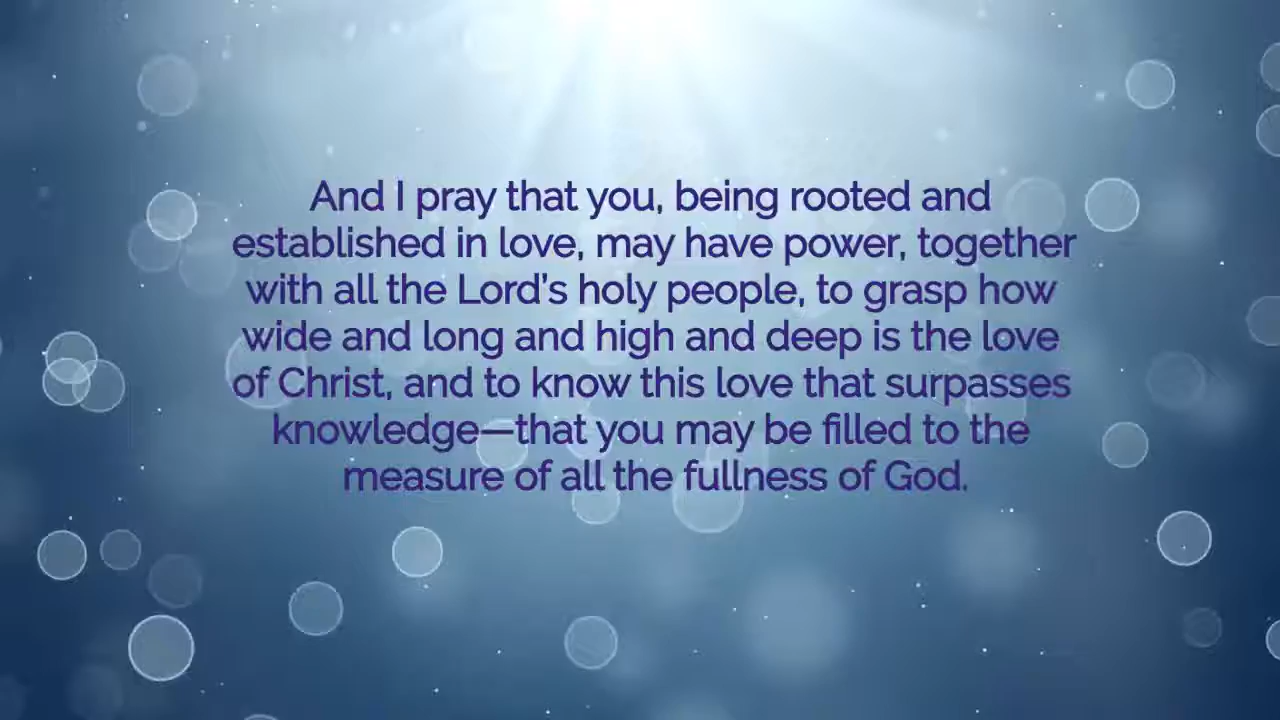 And I pray that you, being rooted and
established in love, may have power, together
with all the Lord’s holy people, to grasp how
wide and long and high and deep is the love
of Christ, and to know this love that surpasses
knowledge—that you may be filled to the
measure of all the fullness of God.